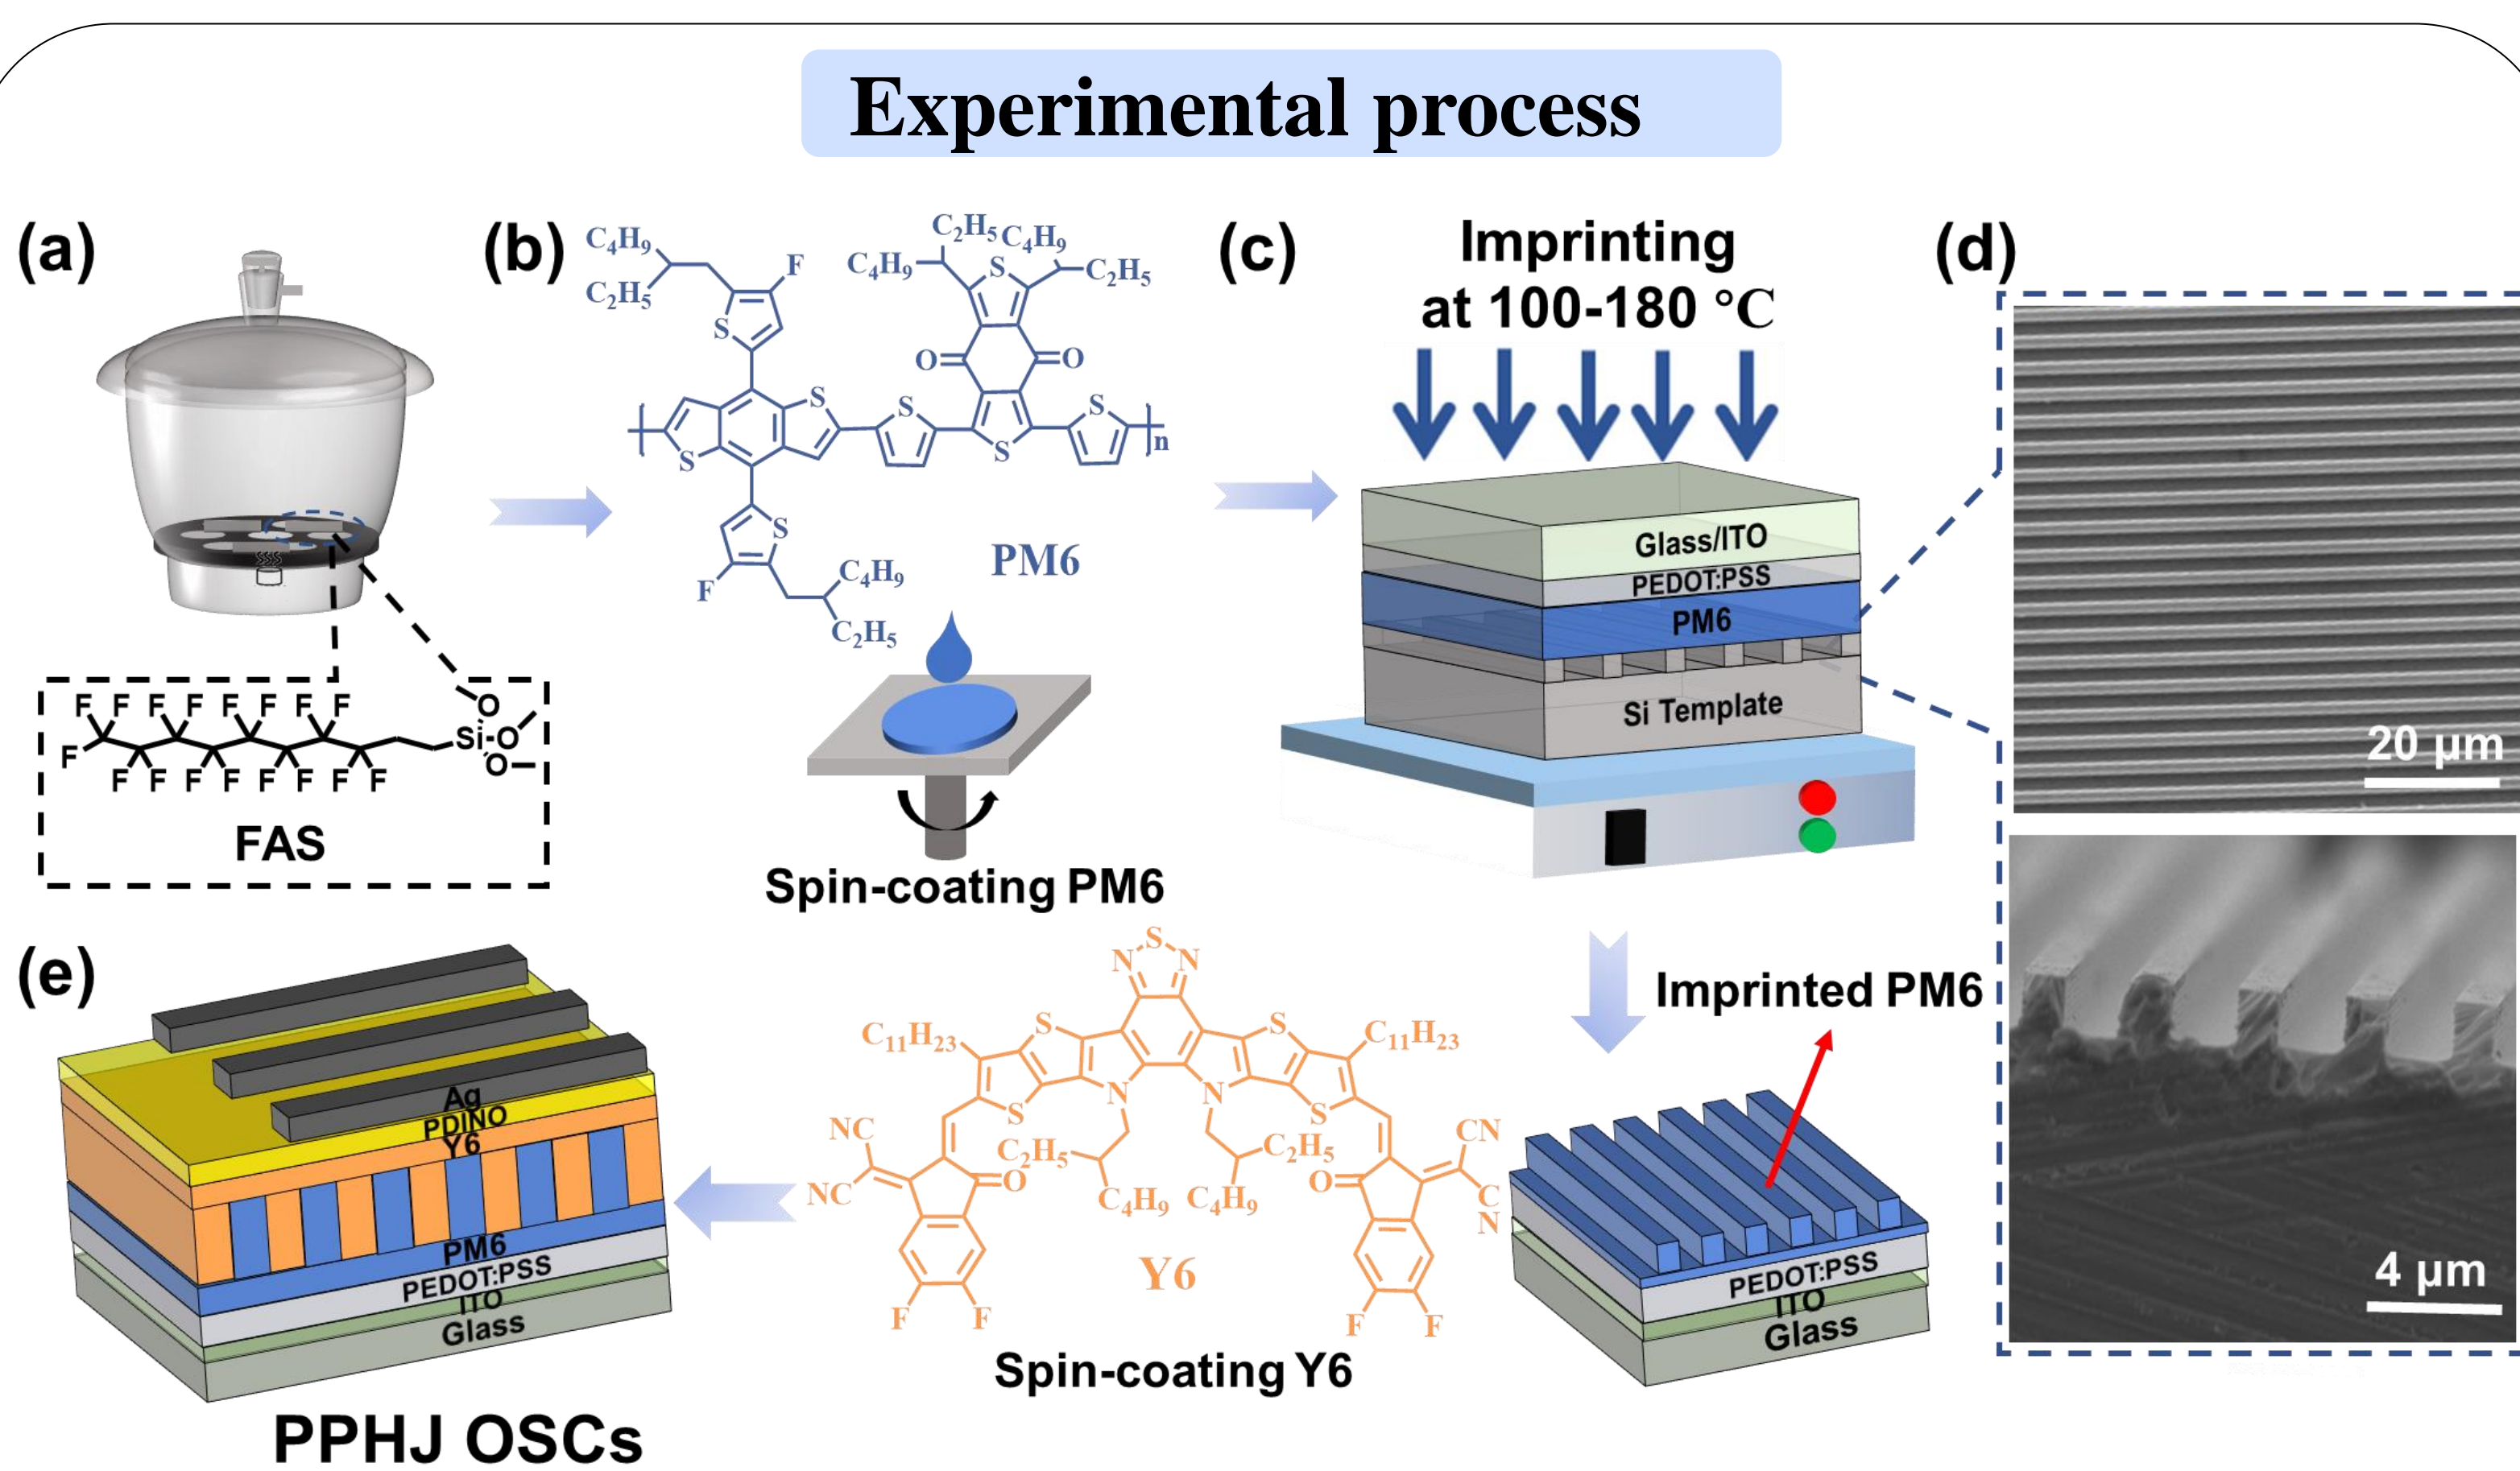 Experimental process
(a)
F F F F F F F F
F
F F F F F F F F
O
Si-O
O
FAS
(b)
C4H9
C2H5
F
S
C2H5
C4H9
C4H9
C2H5
S
O
O
S
S
S
S
S
n
S
F
C4H9
C2H5
PM6
Spin-coating PM6
(c)
Imprinting
at 100-180 °C
Glass/ITO
PEDOT:PSS
PM6
Si Template
(d)
20 μm
4 μm
Imprinted PM6
PEDOT:PSS
ITO
Glass
S
N
N
C11H23
S
S
C11H23
S
N
N
S
NC
NC
C2H5
C2H5
O
C4H9
C4H9
O
CN
C
N
F
F
F
F
Y6
Spin-coating Y6
(e)
Ag
PDINO
Y6
PM6
PEDOT:PSS
ITO
Glass
PPHJ OSCs